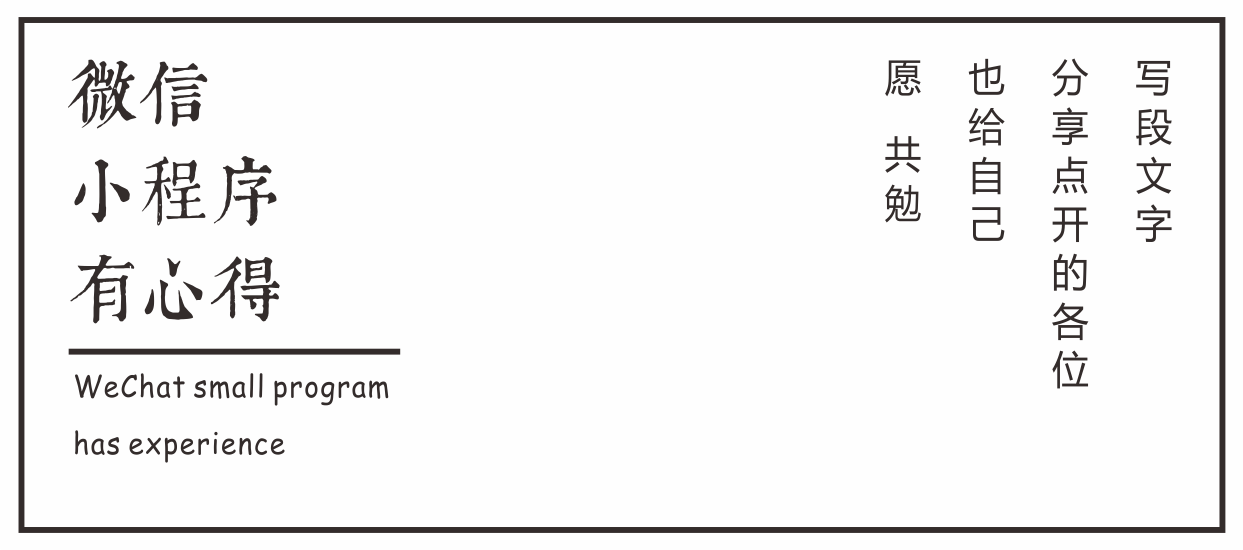 微信
小程序
有心得
WeChat small program
has experience
写段文字
分享点开的各位
也给自己
愿 共勉